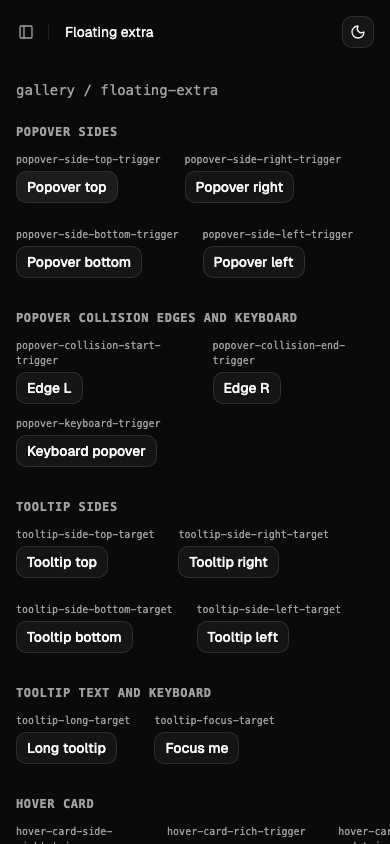 Floating extra
gallery / floating-extra
POPOVER SIDES
popover-side-top-trigger popover-side-right-trigger
Popover top Popover right
popover-side-bottom-trigger popover-side-left-trigger
Popover bottom Popover left
POPOVER COLLISION EDGES AND KEYBOARD
popover-collision-start-
trigger
popover-collision-end-
trigger
Edge L Edge R
popover-keyboard-trigger
Keyboard popover
TOOLTIP SIDES
tooltip-side-top-target tooltip-side-right-target
Tooltip top Tooltip right
tooltip-side-bottom-target tooltip-side-left-target
Tooltip bottom Tooltip left
TOOLTIP TEXT AND KEYBOARD
tooltip-long-target tooltip-focus-target
Long tooltip Focus me
HOVER CARD
hover-card-side- hover-card-rich-trigger hover-car